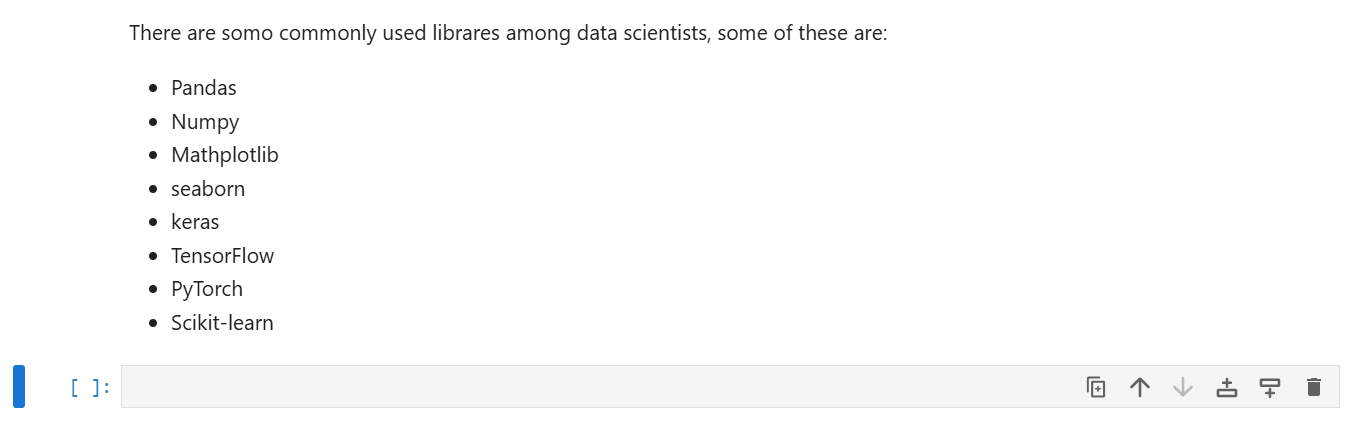 There are somo commonly used librares among data scientists, some of these are:
Pandas
Numpy
Mathplotlib
seaborn
keras
TensorFlow
PyTorch
Scikit-learn
[ ]: